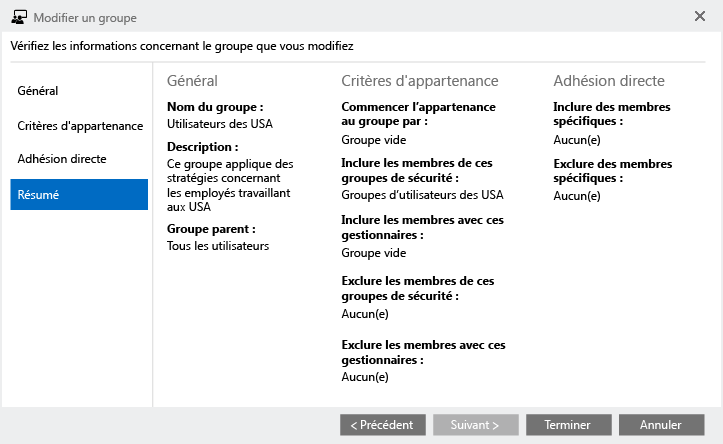 Modifier un groupe
Vérifiez les informations concernant le groupe que vous modifiez
Général
Critères d'appartenance
Adhésion directe
Résumé
Général
Nom du groupe :
Utilisateurs des USA
Description :
Ce groupe applique des
stratégies concernant
les employés travaillant
aux USA
Groupe parent :
Tous les utilisateurs
Critères d'appartenance
Commencer l’appartenance
au groupe par :
Groupe vide
Inclure les membres de ces
groupes de sécurité :
Groupes d’utilisateurs des USA
Inclure les membres avec ces
gestionnaires :
Groupe vide
Exclure les membres de ces
groupes de sécurité :
Aucun(e)
Exclure les membres avec ces
gestionnaires :
Aucun(e)
Adhésion directe
Inclure des membres
spécifiques :
Aucun(e)
Exclure des membres
spécifiques :
Aucun(e)
< Précédent
Suivant >
Terminer
Annuler